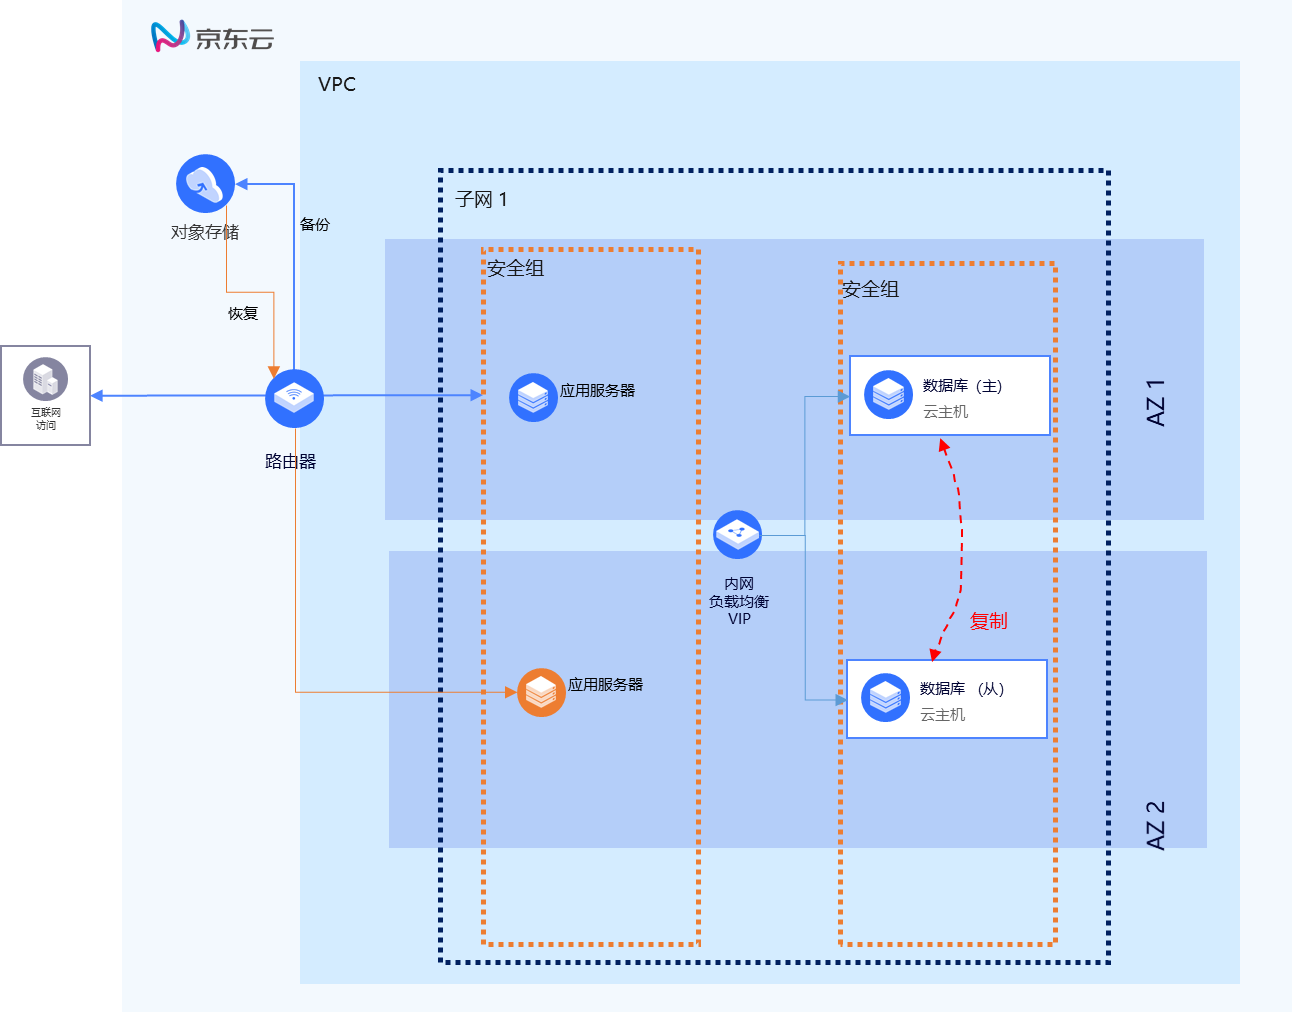 京东云
VPC
子网 1
对象存储
备份
安全组
安全组
恢复
互联网
访问
应用服务器
数据库（主）
云主机
AZ 1
路由器
内网
负载均衡
VIP
复制
应用服务器
数据库 （从）
云主机
AZ 2